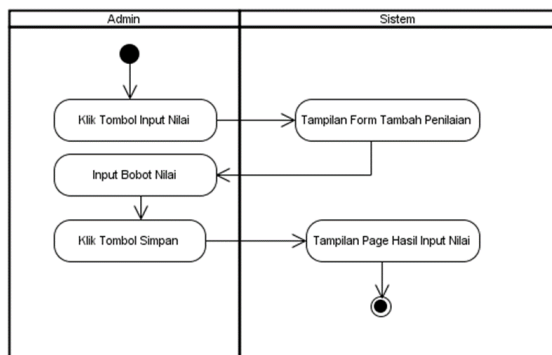 Admin
Sistem
Klik Tombol Input Nilai
Tampilan Form Tambah Penilaian
Input Bobot Nilai
Klik Tombol Simpan
Tampilan Page Hasil Input Nilai